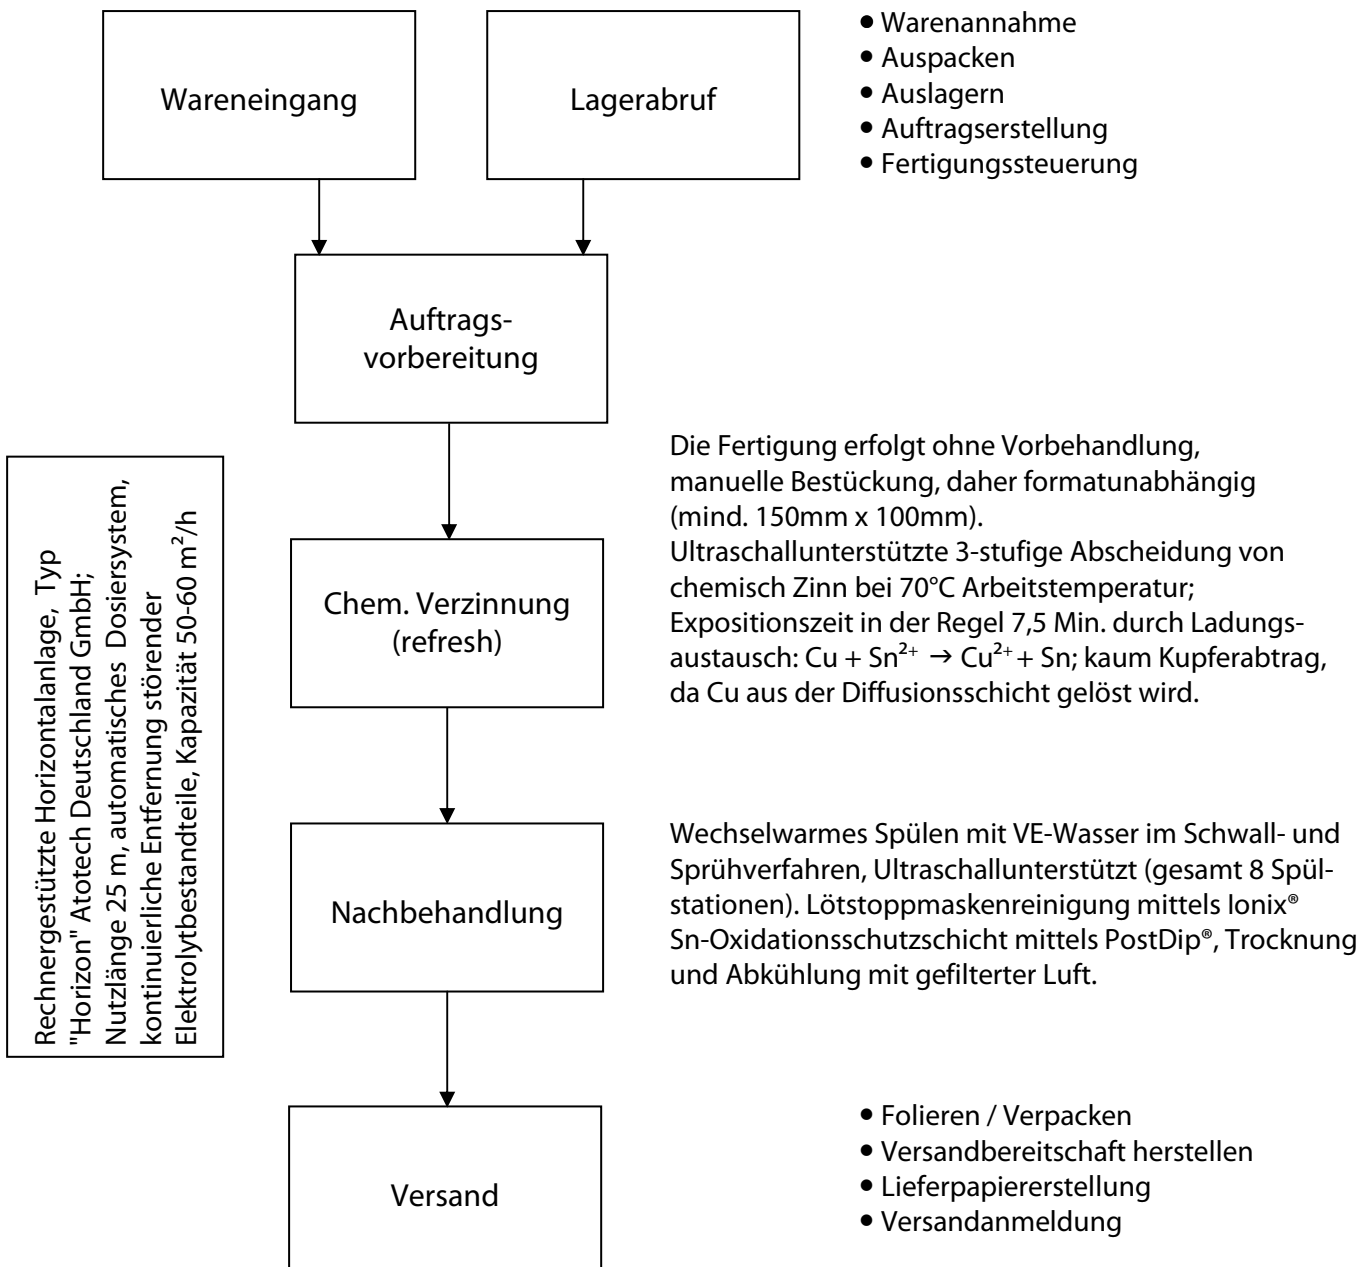 Wareneingang
Lagerabruf
• Warenannahme
• Auspacken
• Auslagern
• Auftragserstellung
• Fertigungssteuerung
Auftrags-
vorbereitung
Rechnergestützte Horizontalanlage, Typ
"Horizon" Atotech Deutschland GmbH;
Nutzlänge 25 m, automatisches Dosiersystem,
kontinuierliche Entfernung störender
Elektrolytbestandteile, Kapazität 50-60 m²/h
Chem. Verzinnung
(refresh)
Die Fertigung erfolgt ohne Vorbehandlung,
manuelle Bestückung, daher formatunabhängig
(mind. 150mm x 100mm).
Ultraschallunterstützte 3-stufige Abscheidung von
chemisch Zinn bei 70°C Arbeitstemperatur;
Expositionszeit in der Regel 7,5 Min. durch Ladungs-
austausch: Cu + Sn²⁺ → Cu²⁺ + Sn; kaum Kupferabtrag,
da Cu aus der Diffusionsschicht gelöst wird.
Nachbehandlung
Wechselwarmes Spülen mit VE-Wasser im Schwall- und
Sprühverfahren, Ultraschallunterstützt (gesamt 8 Spül-
stationen). Lötstoppmaskenreinigung mittels Ionix®
Sn-Oxidationsschutzschicht mittels PostDip®, Trocknung
und Abkühlung mit gefilterter Luft.
Versand
• Folieren / Verpacken
• Versandbereitschaft herstellen
• Lieferpapiererstellung
• Versandanmeldung